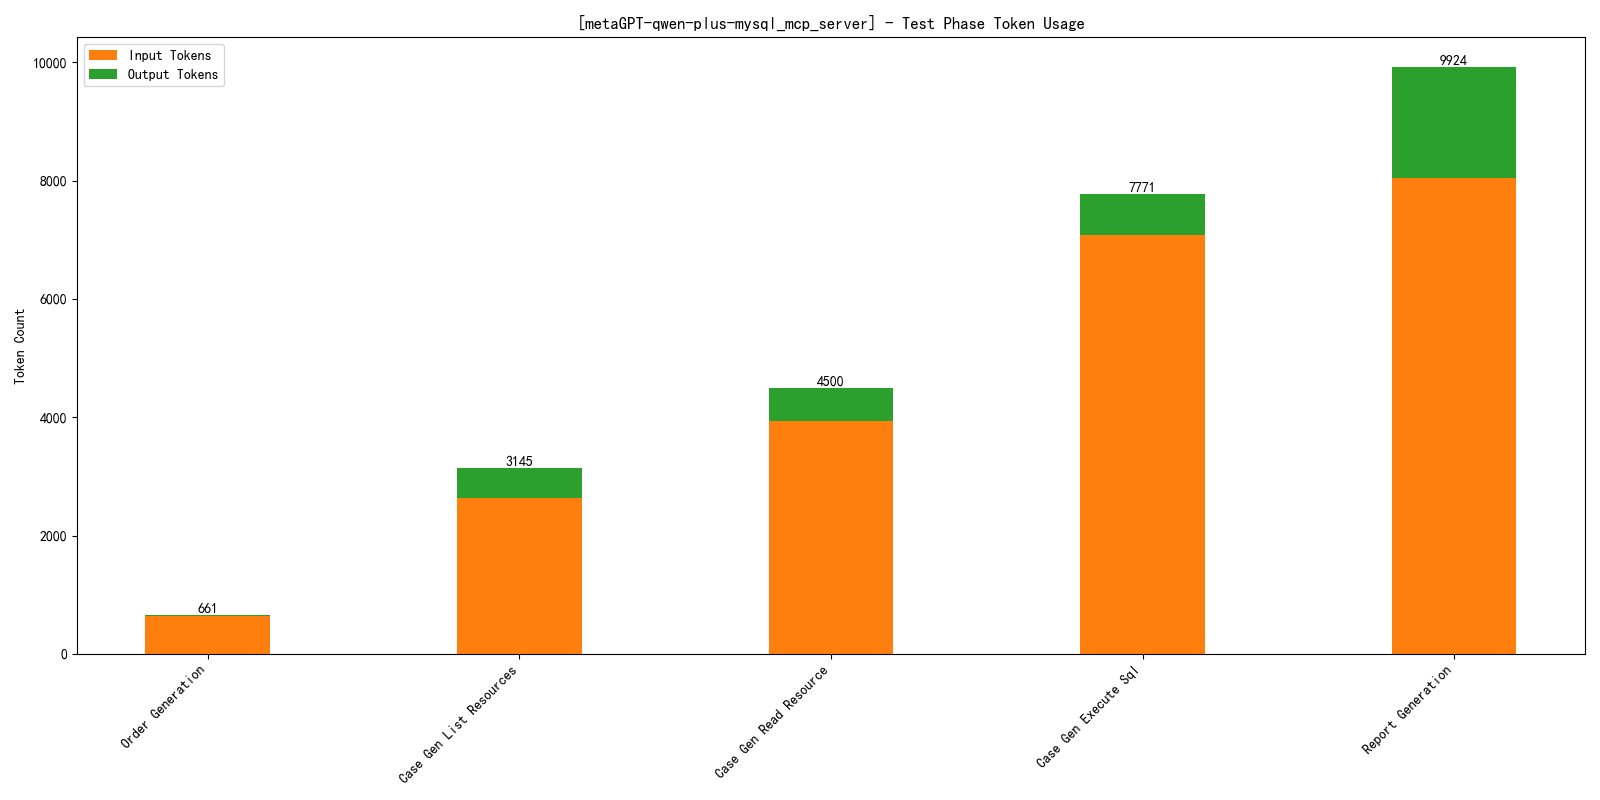 [metaGPT-qwen-plus-mysql_mcp_server] - Test Phase Token Usage
Input Tokens
Output Tokens
Token Count
10000
8000
6000
4000
2000
0
661
3145
4500
7771
9924
Order Generation
Case Gen List Resources
Case Gen Read Resource
Case Gen Execute Sql
Report Generation